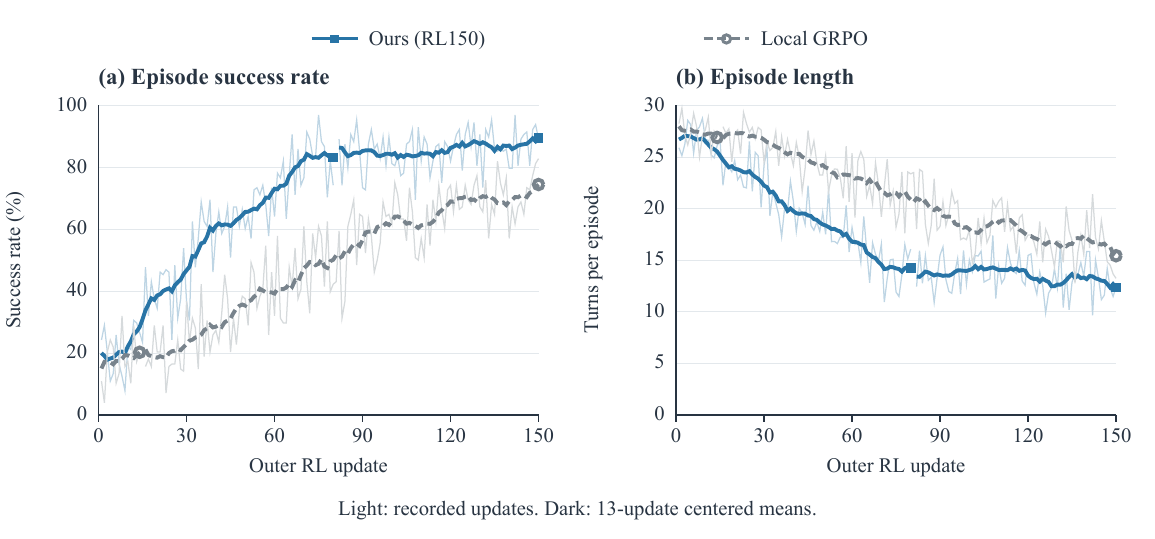 Ours (RL150)
Local GRPO
(a) Episode success rate
Success rate (%)
100
80
60
40
20
0
0 30 60 90 120 150
Outer RL update
(b) Episode length
Turns per episode
30
25
20
15
10
5
0
0 30 60 90 120 150
Outer RL update
Light: recorded updates. Dark: 13-update centered means.